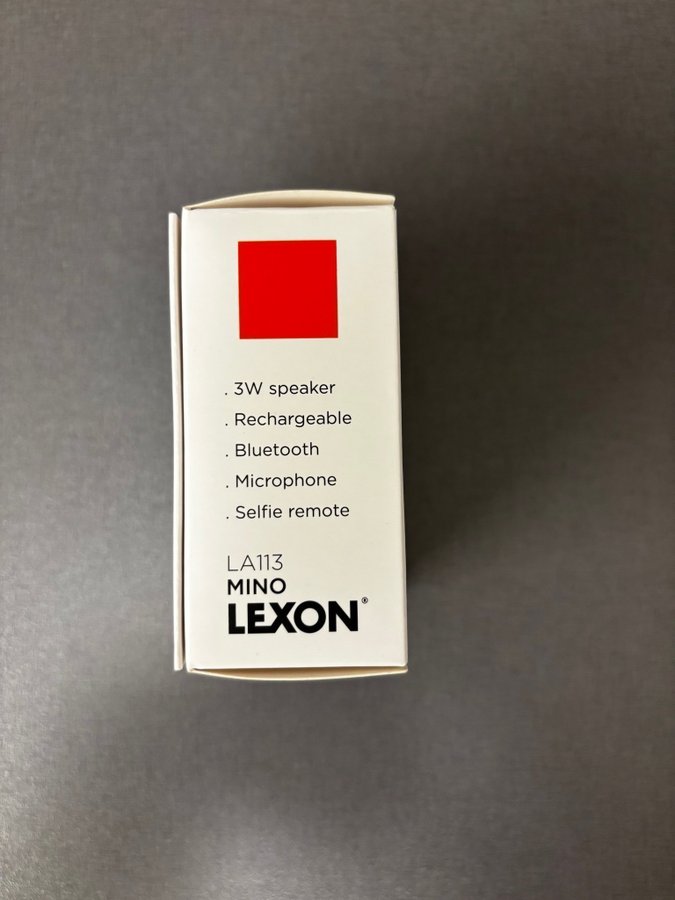 . 3W speaker
. Rechargeable
. Bluetooth
. Microphone
. Selfie remote
LA113
MINO
LEXON®